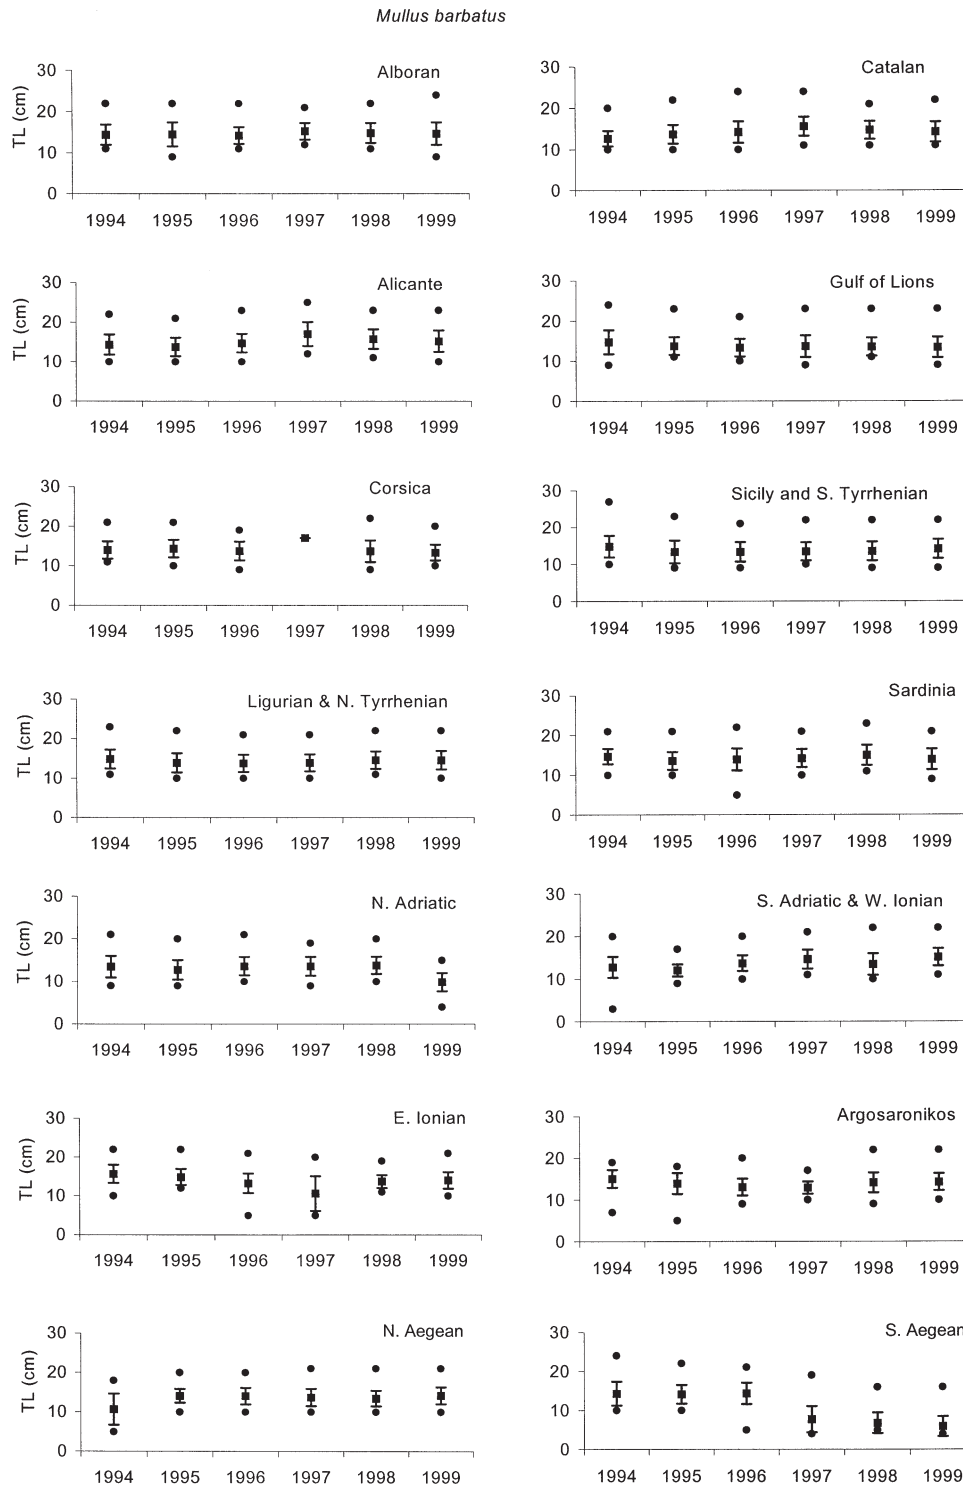 Mullus barbatus
Alboran
TL (cm)
30
20
10
0
1994 1995 1996 1997 1998 1999
Catalan
30
20
10
0
1994 1995 1996 1997 1998 1999
Alicante
TL (cm)
30
20
10
0
1994 1995 1996 1997 1998 1999
Gulf of Lions
30
20
10
0
1994 1995 1996 1997 1998 1999
Corsica
TL (cm)
30
20
10
0
1994 1995 1996 1997 1998 1999
Sicily and S. Tyrrhenian
30
20
10
0
1994 1995 1996 1997 1998 1999
Ligurian & N. Tyrrhenian
TL (cm)
30
20
10
0
1994 1995 1996 1997 1998 1999
Sardinia
30
20
10
0
1994 1995 1996 1997 1998 1999
N. Adriatic
TL (cm)
30
20
10
0
1994 1995 1996 1997 1998 1999
S. Adriatic & W. Ionian
30
20
10
0
1994 1995 1996 1997 1998 1999
E. Ionian
TL (cm)
30
20
10
0
1994 1995 1996 1997 1998 1999
Argosaronikos
30
20
10
0
1994 1995 1996 1997 1998 1999
N. Aegean
TL (cm)
30
20
10
0
1994 1995 1996 1997 1998 1999
S. Aegean
30
20
10
0
1994 1995 1996 1997 1998 1999